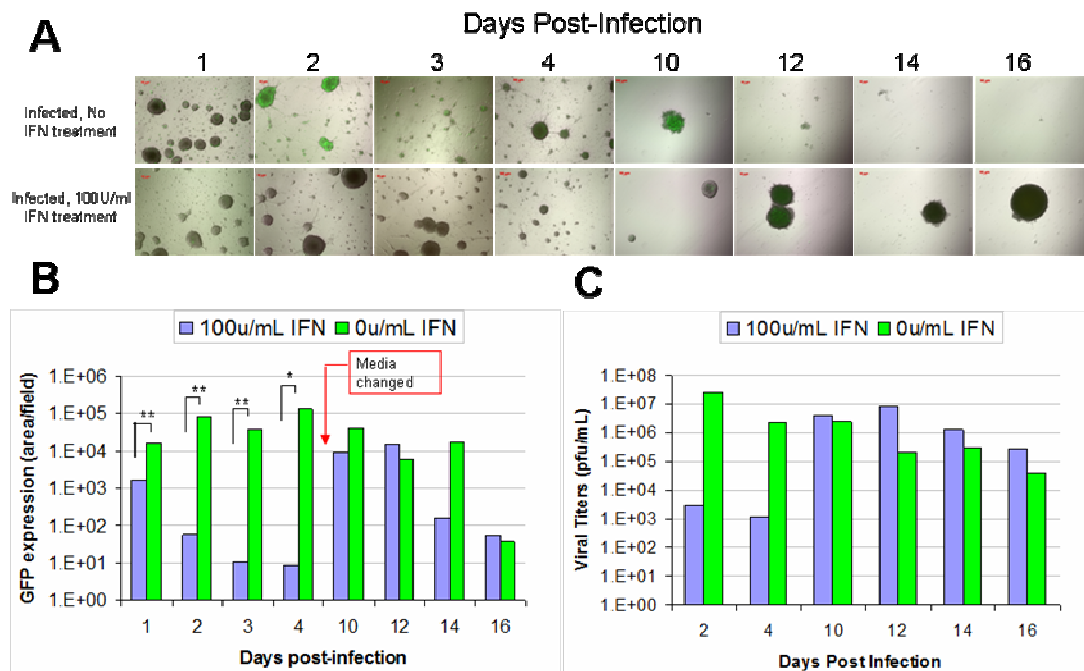 A
Days Post-Infection
1 2 3 4 10 12 14 16
Infected, No
IFN treatment
Infected, 100U/ml
IFN treatment
B
100u/mL IFN 0u/mL IFN
Media
changed
GFP expression (area/field)
1.E+06
1.E+05
1.E+04
1.E+03
1.E+02
1.E+01
1.E+00
** ** ** *
1 2 3 4 10 12 14 16
Days post-infection
C
100u/mL IFN 0u/mL IFN
Viral Titers (pfu/mL)
1.E+08
1.E+07
1.E+06
1.E+05
1.E+04
1.E+03
1.E+02
1.E+01
1.E+00
2 4 10 12 14 16
Days Post Infection